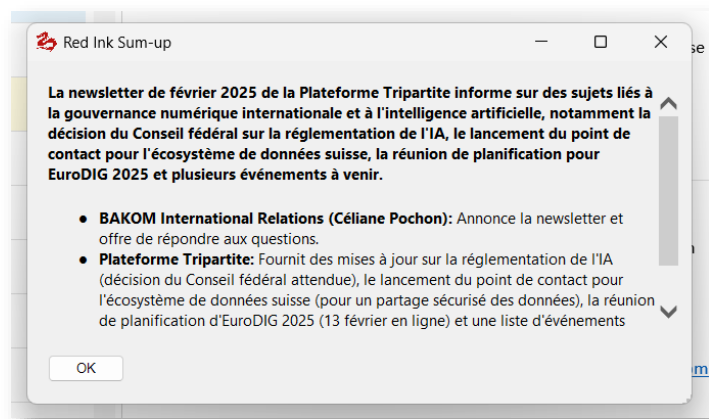 Red Ink Sum-up
se
La newsletter de février 2025 de la Plateforme Tripartite informe sur des sujets liés à
la gouvernance numérique internationale et à l'intelligence artificielle, notamment la
décision du Conseil fédéral sur la réglementation de l'IA, le lancement du point de
contact pour l'écosystème de données suisse, la réunion de planification pour
EuroDIG 2025 et plusieurs événements à venir.
● BAKOM International Relations (Céliane Pochon): Annonce la newsletter et
offre de répondre aux questions.
● Plateforme Tripartite: Fournit des mises à jour sur la réglementation de l'IA
(décision du Conseil fédéral attendue), le lancement du point de contact pour
l'écosystème de données suisse (pour un partage sécurisé des données), la réunion
de planification d'EuroDIG 2025 (13 février en ligne) et une liste d'événements
OK
om